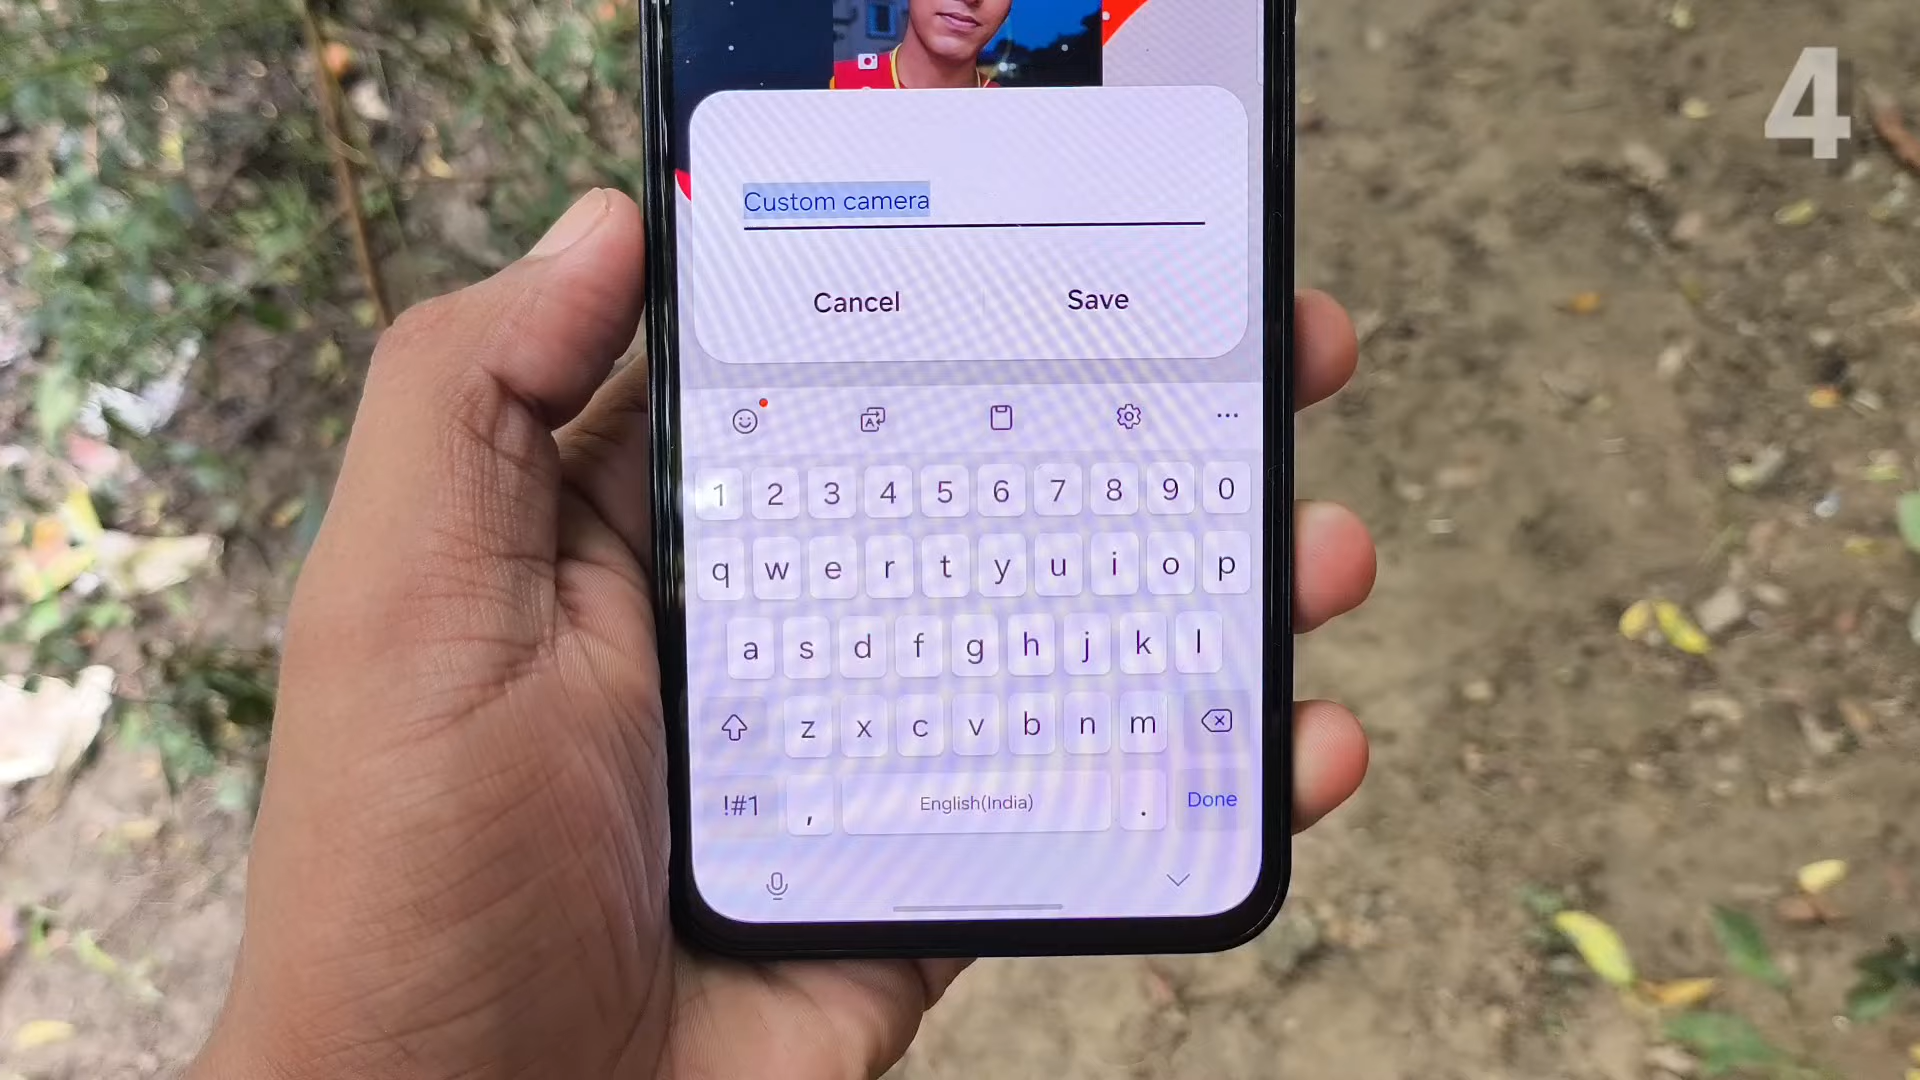 4
Custom camera
Cancel Save
1 2 3 4 5 6 7 8 9 0
q w e r t y u i o p
a s d f g h j k l
z x c v b n m
!#1 , English(India) . Done